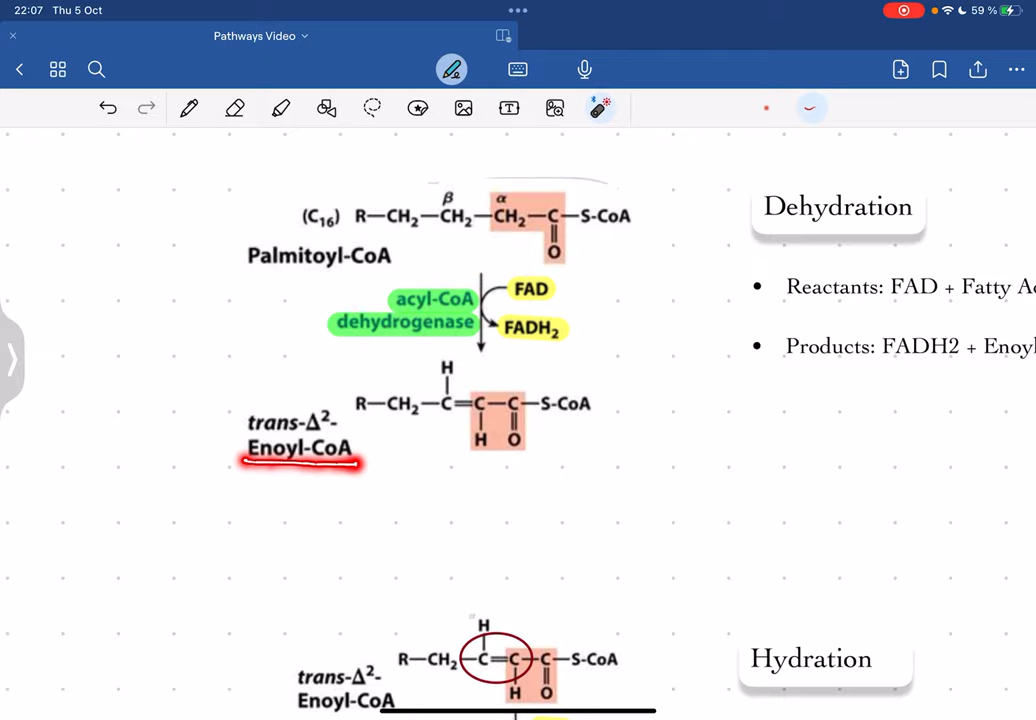 22:07 Thu 5 Oct
59 %
Pathways Video
β α
(C₁₆) R—CH₂—CH₂—CH₂—C—S-CoA
O
Palmitoyl-CoA
acyl-CoA
dehydrogenase
FAD
FADH₂
H
R—CH₂—C=C—C—S-CoA
H O
trans-Δ²-
Enoyl-CoA
Dehydration
• Reactants: FAD + Fatty Ac
• Products: FADH2 + Enoyl
H
R—CH₂—C=C—C—S-CoA
H O
trans-Δ²-
Enoyl-CoA
Hydration